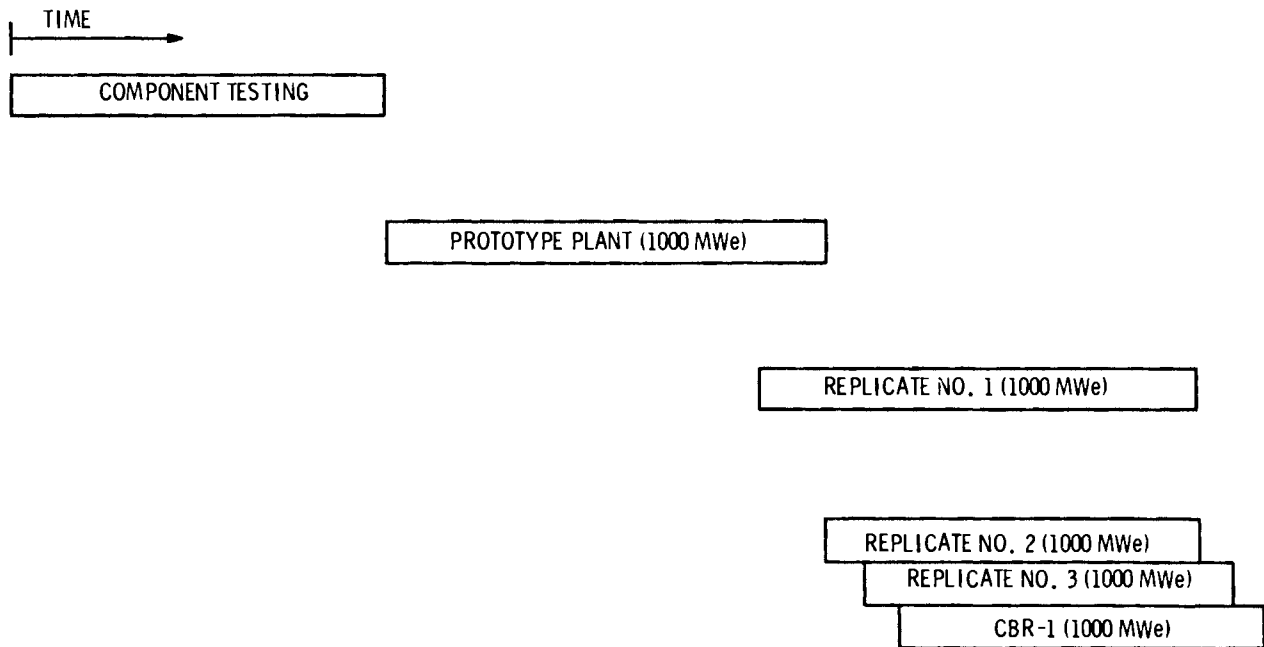 TIME
COMPONENT TESTING
PROTOTYPE PLANT (1000 MWe)
REPLICATE NO. 1 (1000 MWe)
REPLICATE NO. 2 (1000 MWe)
REPLICATE NO. 3 (1000 MWe)
CBR-1 (1000 MWe)